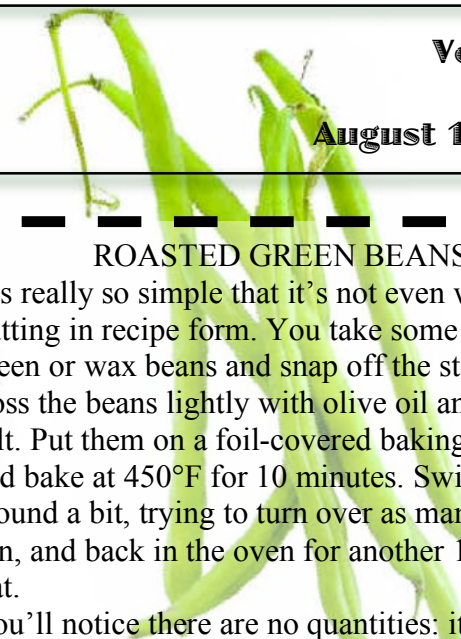 Ve
August 1
ROASTED GREEN BEANS
s really so simple that it's not even
tting in recipe form. You take some
een or wax beans and snap off the st
oss the beans lightly with olive oil an
lt. Put them on a foil-covered baking
d bake at 450°F for 10 minutes. Swi
ound a bit, trying to turn over as man
n, and back in the oven for another 1
at.
ou'll notice there are no quantities: it